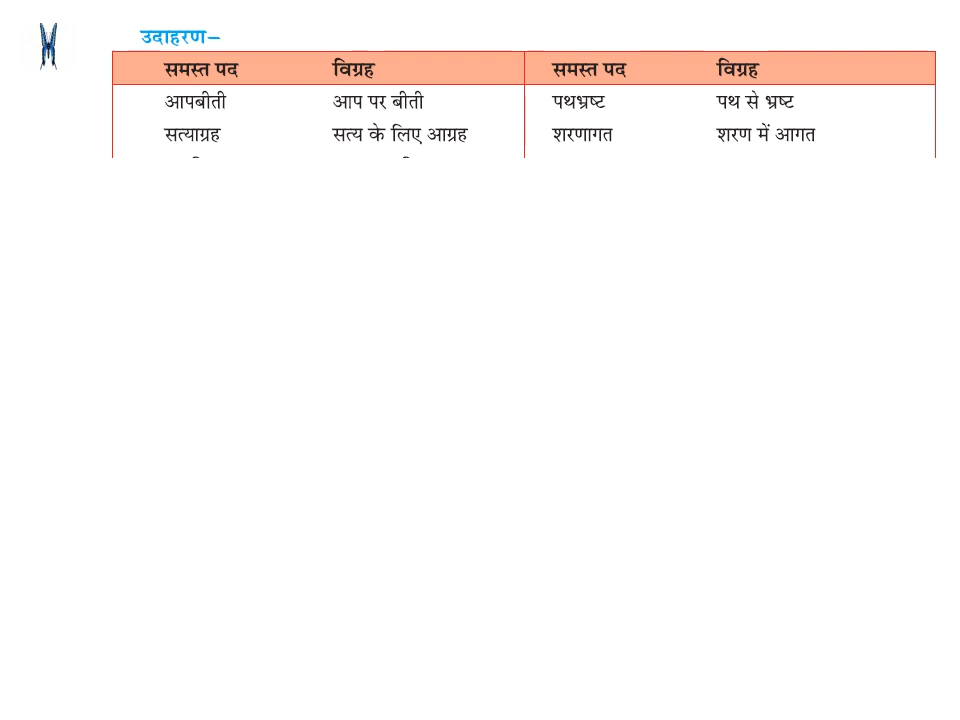 उदाहरण–
समस्त पद विग्रह समस्त पद विग्रह
आपबीती आप पर बीती पथभ्रष्ट पथ से भ्रष्ट
सत्याग्रह सत्य के लिए आग्रह शरणागत शरण में आगत